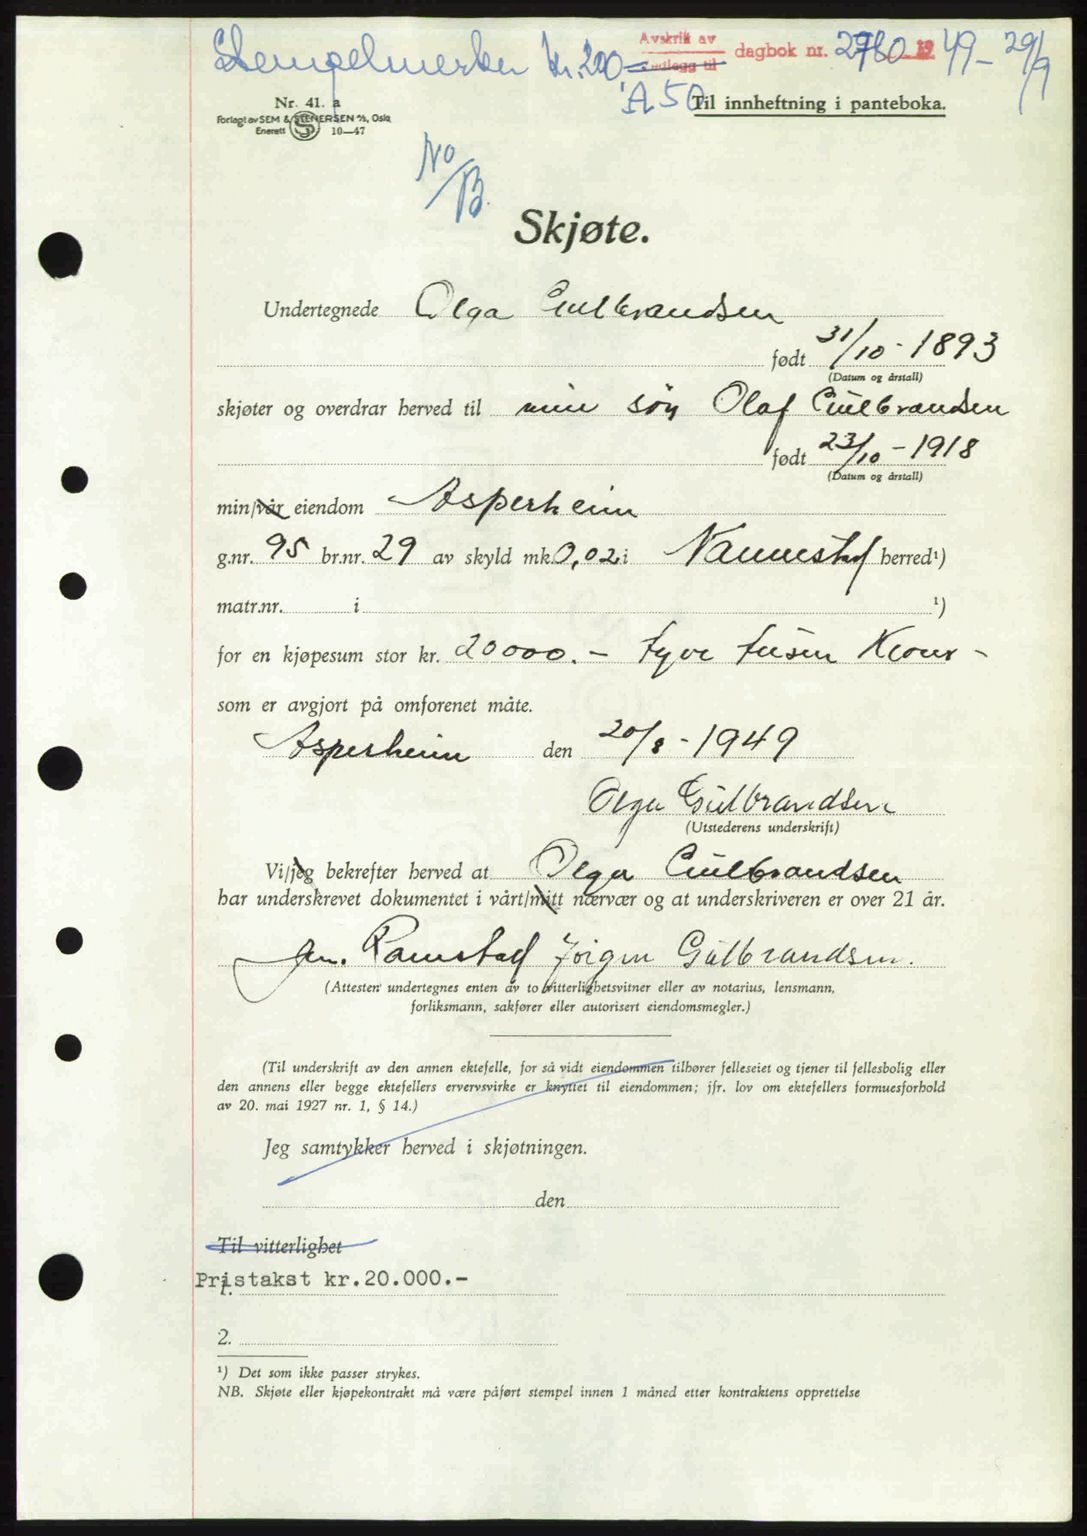 Stempelmerker kr. 200 Avskrift av dagbok nr. 2780 19 49 - 29/9
Vedlegg til
A 50 Til innheftning i panteboka.
Nr. 41. a
Forlagt av SEM & STENERSEN A/S, Oslo
Enerett S 10—47
No/B.
Skjøte.
Undertegnede Olga Gulbrandsen
født 31/10 - 1893
(Datum og årstall)
skjøter og overdrar herved til min søn Olaf Gulbrandsen
født 23/10 - 1918
(Datum og årstall)
min/vår eiendom Asperheim
g.nr. 95 br.nr. 29 av skyld mk. 0,02 i Nannestad herred¹)
matr.nr. i ¹)
for en kjøpesum stor kr. 20000.- tyve tusen Kroner -
som er avgjort på omforenet måte.
Asperheim den 20/8 - 1949
Olga Gulbrandsen
(Utstederens underskrift)
Vi/jeg bekrefter herved at Olga Gulbrandsen
har underskrevet dokumentet i vårt/mitt nærvær og at underskriveren er over 21 år.
Ramstad Jørgen Gulbrandsen.
(Attesten undertegnes enten av to vitterlighetsvitner eller av notarius, lensmann,
forliksmann, sakfører eller autorisert eiendomsmegler.)
(Til underskrift av den annen ektefelle, for så vidt eiendommen tilhører felleseiet og tjener til fellesbolig eller
den annens eller begge ektefellers ervervsvirke er knyttet til eiendommen; jfr. lov om ektefellers formuesforhold
av 20. mai 1927 nr. 1, § 14.)
Jeg samtykker herved i skjøtningen.
den
Til vitterlighet
Pristakst kr.20.000.-
1.
2.
¹) Det som ikke passer strykes.
NB. Skjøte eller kjøpekontrakt må være påført stempel innen 1 måned etter kontraktens opprettelse